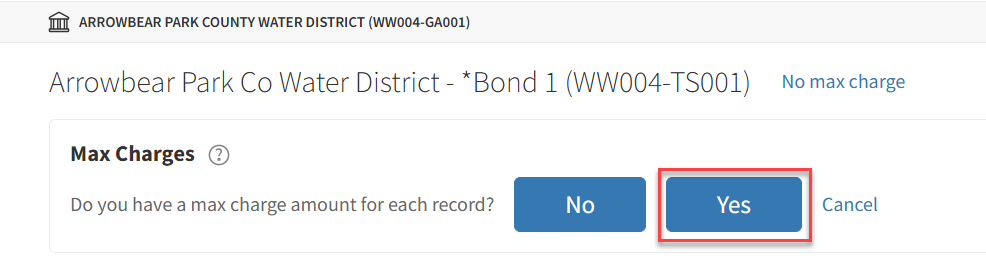 ARROWBEAR PARK COUNTY WATER DISTRICT (WW004-GA001)
Arrowbear Park Co Water District - *Bond 1 (WW004-TS001) No max charge
Max Charges ?
Do you have a max charge amount for each record? No Yes Cancel